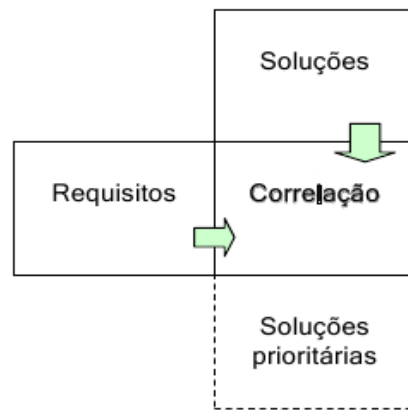 Soluções
Requisitos
Correlação
Soluções
prioritárias